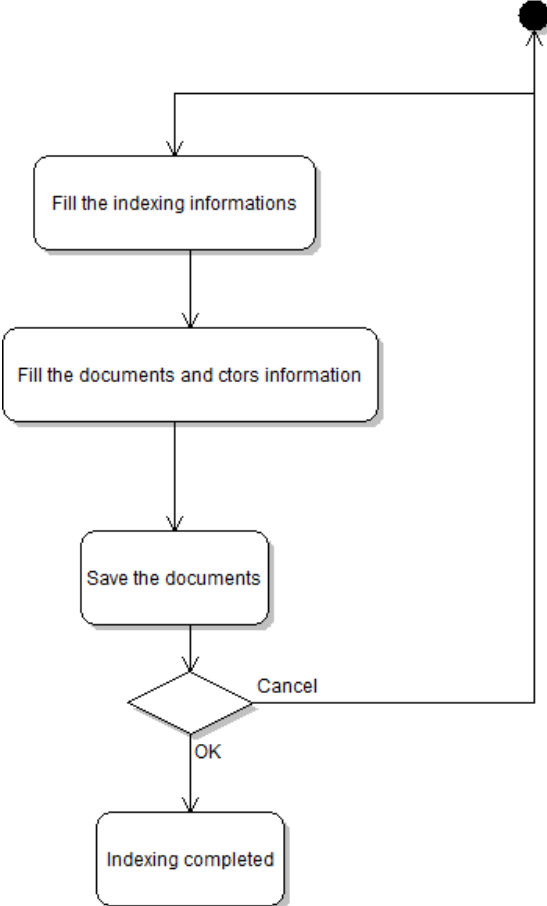 Fill the indexing informations
Fill the documents and ctors information
Save the documents
Cancel
OK
Indexing completed